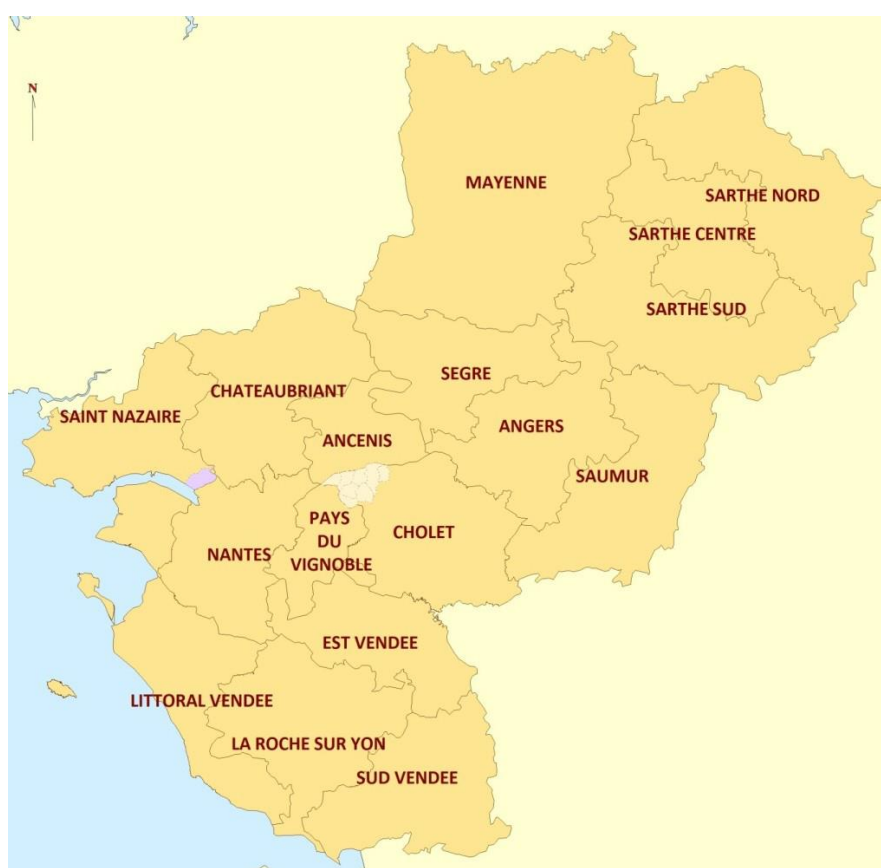 N
MAYENNE
SARTHE NORD
SARTHE CENTRE
SARTHE SUD
SEGRE
CHATEAUBRIANT
SAINT NAZAIRE
ANCENIS
ANGERS
SAUMUR
PAYS
DU
VIGNOBLE
CHOLET
NANTES
EST VENDEE
LITTORAL VENDEE
LA ROCHE SUR YON
SUD VENDEE